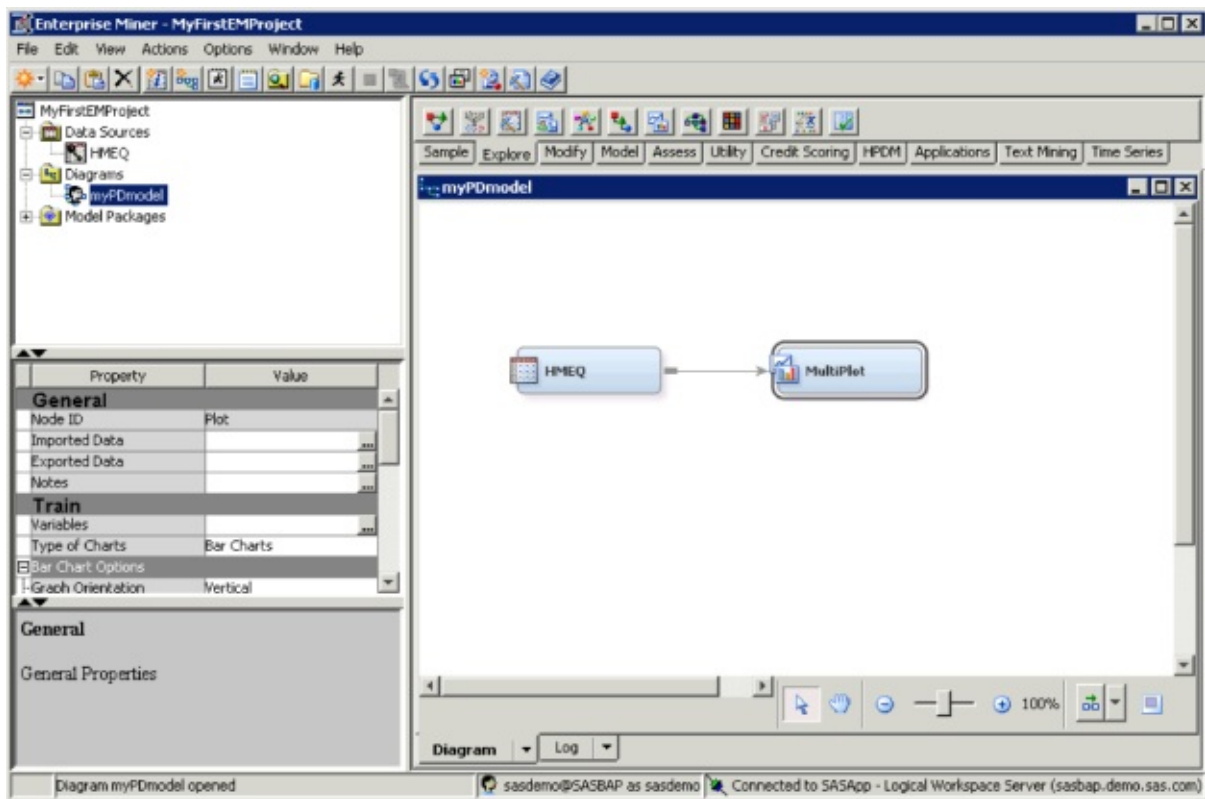 Enterprise Miner - MyFirstEMProject
File Edit View Actions Options Window Help
MyFirstEMProject
Data Sources
HMEQ
Diagrams
myPDmodel
Model Packages
Property Value
General
Node ID Plot
Imported Data ...
Exported Data ...
Notes ...
Train
Variables ...
Type of Charts Bar Charts
Bar Chart Options
Graph Orientation Vertical
General
General Properties
Sample Explore Modify Model Assess Utility Credit Scoring HPDM Applications Text Mining Time Series
myPDmodel
HMEQ
MultiPlot
100%
Diagram Log
Diagram myPDmodel opened
sasdemo@SASBAP as sasdemo
Connected to SASApp - Logical Workspace Server (sasbap.demo.sas.com)